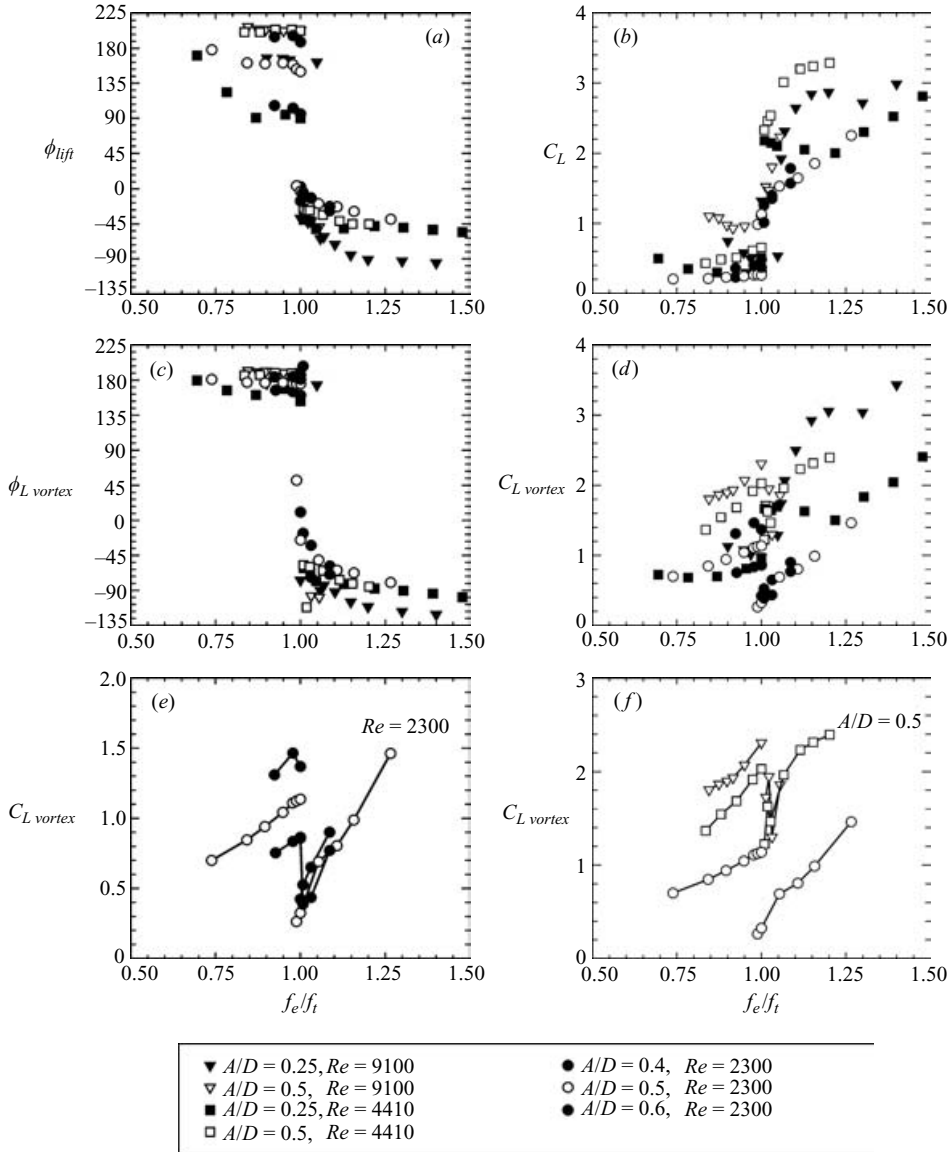 225
180
135
90
45
0
−45
−90
−135
ϕlift
(a)
0.50 0.75 1.00 1.25 1.50
4
3
2
1
0
CL
(b)
0.50 0.75 1.00 1.25 1.50
225
180
135
90
45
0
−45
−90
−135
ϕL vortex
(c)
0.50 0.75 1.00 1.25 1.50
4
3
2
1
0
CL vortex
(d)
0.50 0.75 1.00 1.25 1.50
2.0
1.5
1.0
0.5
0
CL vortex
(e)
Re = 2300
0.50 0.75 1.00 1.25 1.50
fe/ft
3
2
1
0
CL vortex
(f)
A/D = 0.5
0.50 0.75 1.00 1.25 1.50
fe/ft
A/D = 0.25, Re = 9100
A/D = 0.5, Re = 9100
A/D = 0.25, Re = 4410
A/D = 0.5, Re = 4410
A/D = 0.4, Re = 2300
A/D = 0.5, Re = 2300
A/D = 0.6, Re = 2300